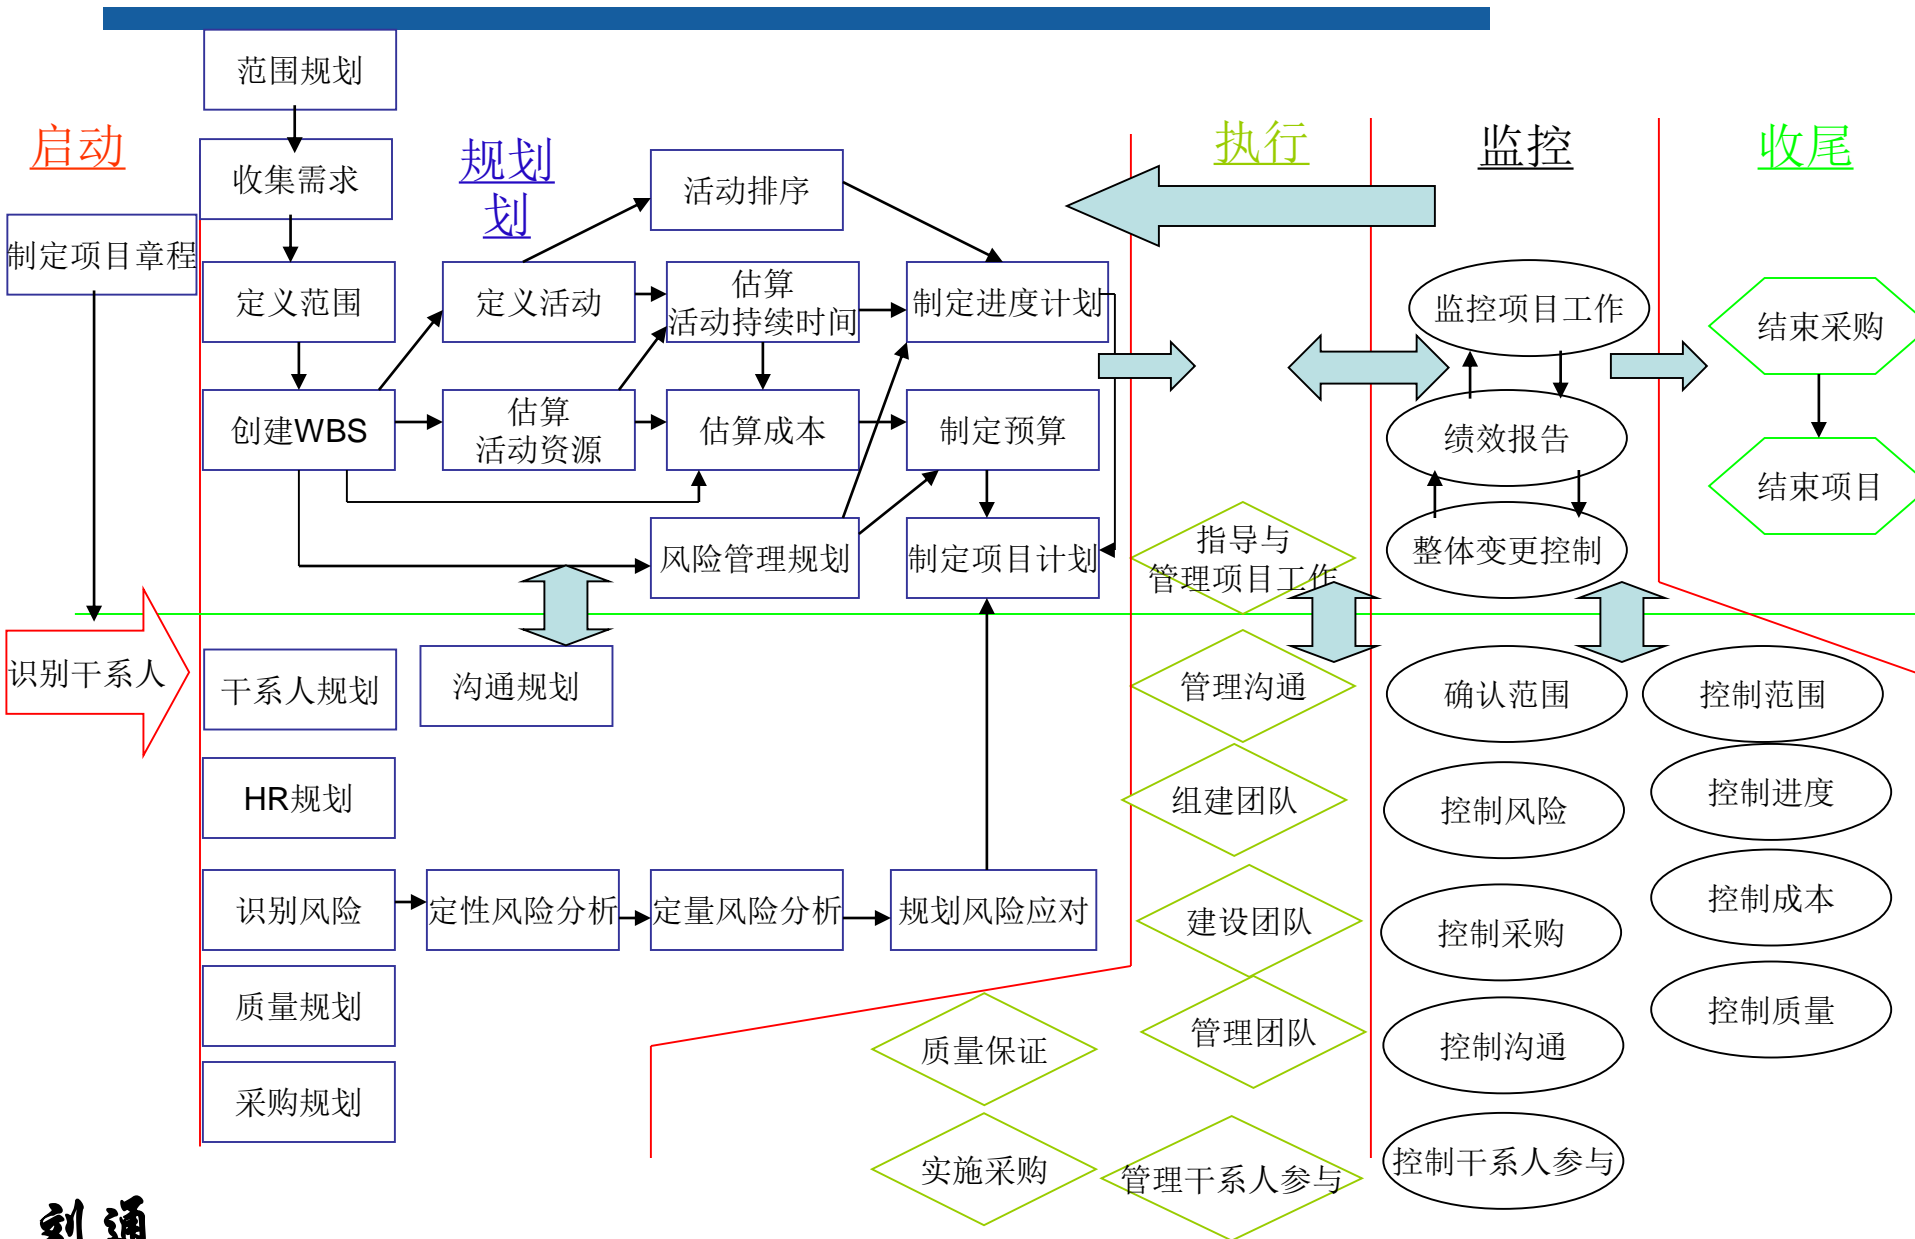 范围规划
启动
规划
划
执行
监控
收尾
收集需求
活动排序
制定项目章程
定义范围
定义活动
估算
活动持续时间
制定进度计划
监控项目工作
结束采购
创建WBS
估算
活动资源
估算成本
制定预算
绩效报告
结束项目
风险管理规划
制定项目计划
指导与
管理项目工作
整体变更控制
识别干系人
干系人规划
沟通规划
管理沟通
确认范围
控制范围
HR规划
组建团队
控制风险
控制进度
识别风险
定性风险分析
定量风险分析
规划风险应对
建设团队
控制采购
控制成本
质量规划
质量保证
管理团队
控制沟通
控制质量
采购规划
实施采购
管理干系人参与
控制干系人参与